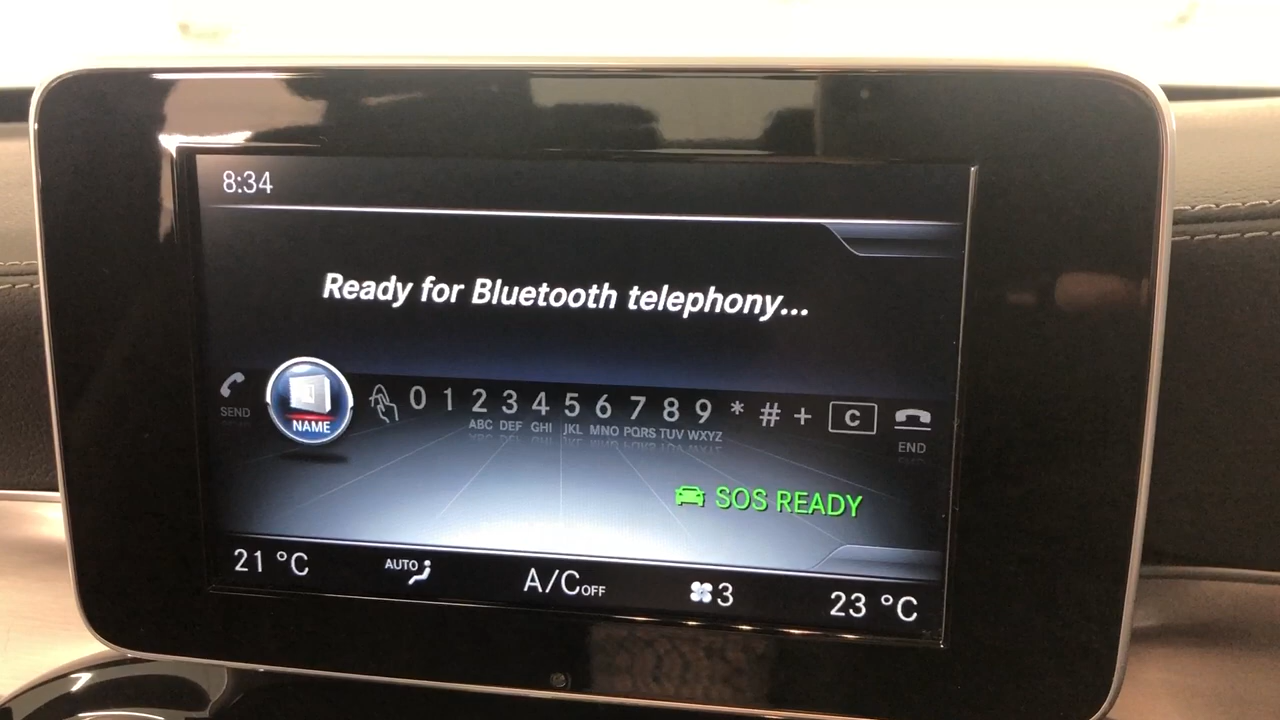 8:34
Ready for Bluetooth telephony...
SEND
NAME
0 1 2 3 4 5 6 7 8 9 * # + C
ABC DEF GHI JKL MNO PQRS TUV WXYZ
END
SOS READY
21 °C AUTO A/C OFF 3 23 °C